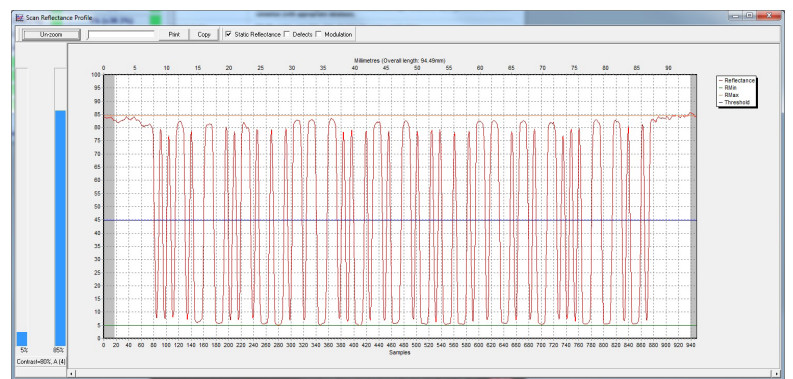 Scan Reflectance Profile
Un-zoom
Print
Copy
Static Reflectance
Defects
Modulation
Millimetres (Overall length: 94.49mm)
0 5 10 15 20 25 30 35 40 45 50 55 60 65 70 75 80 85 90
100
95
90
85
80
75
70
65
60
55
50
45
40
35
30
25
20
15
10
5
0
0 20 40 60 80 100 120 140 160 180 200 220 240 260 280 300 320 340 360 380 400 420 440 460 480 500 520 540 560 580 600 620 640 660 680 700 720 740 760 780 800 820 840 860 880 900 920 940
Samples
Reflectance
RMin
RMax
Threshold
5% 85%
Contrast=80%, A (4)